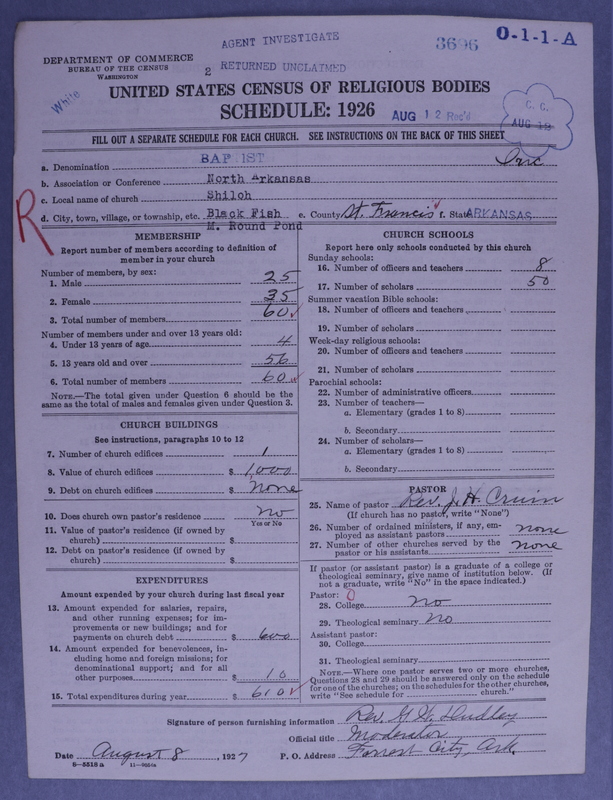 AGENT INVESTIGATE
3696
O-1-1-A
DEPARTMENT OF COMMERCE
BUREAU OF THE CENSUS
WASHINGTON
2 RETURNED UNCLAIMED
White
UNITED STATES CENSUS OF RELIGIOUS BODIES
SCHEDULE: 1926
AUG 12 Rec'd
C. C.
AUG 19
FILL OUT A SEPARATE SCHEDULE FOR EACH CHURCH. SEE INSTRUCTIONS ON THE BACK OF THIS SHEET
a. Denomination BAP 1ST
b. Association or Conference North Arkansas
c. Local name of church Shiloh
d. City, town, village, or township, etc. Black Fish e. County St. Francis f. State ARKANSAS
M. Round Pond
R
MEMBERSHIP
Report number of members according to definition of
member in your church
Number of members, by sex:
1. Male 25
2. Female 35
3. Total number of members 60
Number of members under and over 13 years old:
4. Under 13 years of age 4
5. 13 years old and over 56
6. Total number of members 60
NOTE.—The total given under Question 6 should be
same as the total of males and females given under Question 3.
CHURCH BUILDINGS
See instructions, paragraphs 10 to 12
7. Number of church edifices 1
8. Value of church edifices $ 1,000
9. Debt on church edifices $ none
10. Does church own pastor's residence no
Yes or No
11. Value of pastor's residence (if owned by
church) $
12. Debt on pastor's residence (if owned by
church) $
EXPENDITURES
Amount expended by your church during last fiscal year
13. Amount expended for salaries, repairs,
and other running expenses; for im-
provements or new buildings; and for
payments on church debt $ 600
14. Amount expended for benevolences, in-
cluding home and foreign missions; for
denominational support; and for all
other purposes $ 10
15. Total expenditures during year $ 610
CHURCH SCHOOLS
Report here only schools conducted by this church
Sunday schools:
16. Number of officers and teachers 8
17. Number of scholars 50
Summer vacation Bible schools:
18. Number of officers and teachers
19. Number of scholars
Week-day religious schools:
20. Number of officers and teachers
21. Number of scholars
Parochial schools:
22. Number of administrative officers
23. Number of teachers—
a. Elementary (grades 1 to 8)
b. Secondary
24. Number of scholars—
a. Elementary (grades 1 to 8)
b. Secondary
PASTOR
25. Name of pastor Rev. J. H.
(If church has no pastor, write "None")
26. Number of ordained ministers, if any, em-
ployed as assistant pastors none
27. Number of other churches served by the
pastor or his assistants none
If pastor (or assistant pastor) is a graduate of a college or
theological seminary, give name of institution below. (If
not a graduate, write "No" in the space indicated.)
Pastor: 0
28. College no
29. Theological seminary No
Assistant pastor:
30. College
31. Theological seminary
NOTE.—Where one pastor serves two or more churches,
Questions 28 and 29 should be answered only on the schedule
for one of the churches; on the schedules for the other churches,
write "See schedule for church."
Signature of person furnishing information Rev.
Official title Moderator
Date August 8, 1927 P. O. Address Forrest City, Ark.
8—5518a 11—9054a